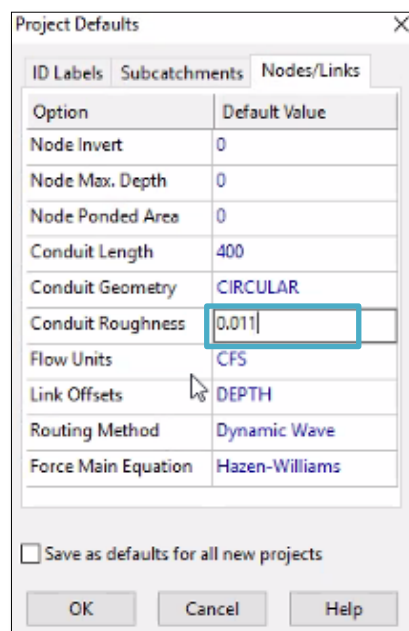 Project Defaults
ID Labels Subcatchments Nodes/Links
Option Default Value
Node Invert 0
Node Max. Depth 0
Node Ponded Area 0
Conduit Length 400
Conduit Geometry CIRCULAR
Conduit Roughness 0.011
Flow Units CFS
Link Offsets DEPTH
Routing Method Dynamic Wave
Force Main Equation Hazen-Williams
Save as defaults for all new projects
OK Cancel Help